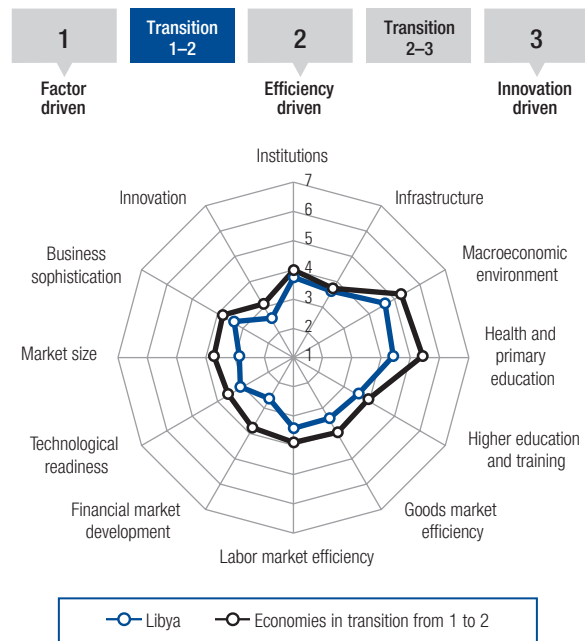 1
Transition
1–2
2
Transition
2–3
3
Factor
driven
Efficiency
driven
Innovation
driven
Institutions
7
6
5
4
3
2
1
Infrastructure
Macroeconomic
environment
Health and
primary
education
Higher education
and training
Goods market
efficiency
Labor market efficiency
Financial market
development
Technological
readiness
Market size
Business
sophistication
Innovation
Libya
Economies in transition from 1 to 2